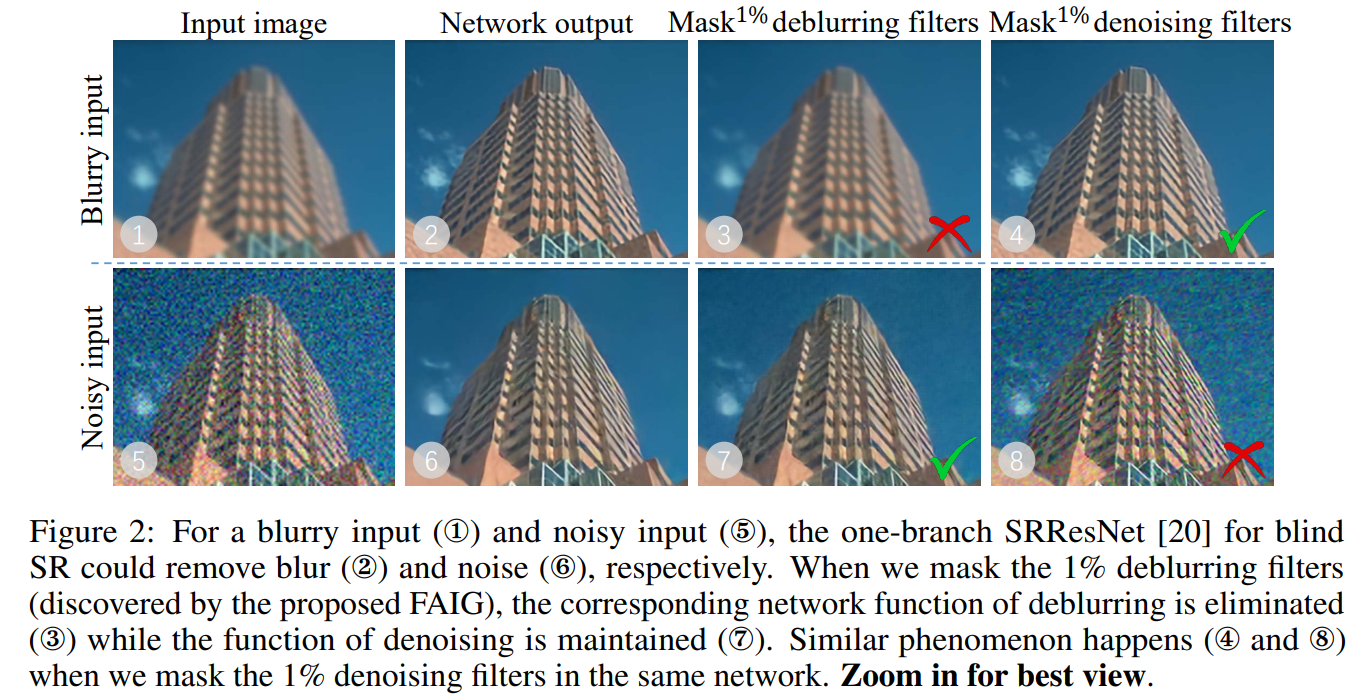 Input image
Network output
Mask1% deblurring filters
Mask1% denoising filters
Blurry input
1
2
3
4
Noisy input
5
6
7
8
Figure 2: For a blurry input (①) and noisy input (⑤), the one-branch SRResNet [20] for blind
SR could remove blur (②) and noise (⑥), respectively. When we mask the 1% deblurring filters
(discovered by the proposed FAIG), the corresponding network function of deblurring is eliminated
(③) while the function of denoising is maintained (⑦). Similar phenomenon happens (④ and ⑧)
when we mask the 1% denoising filters in the same network. Zoom in for best view.